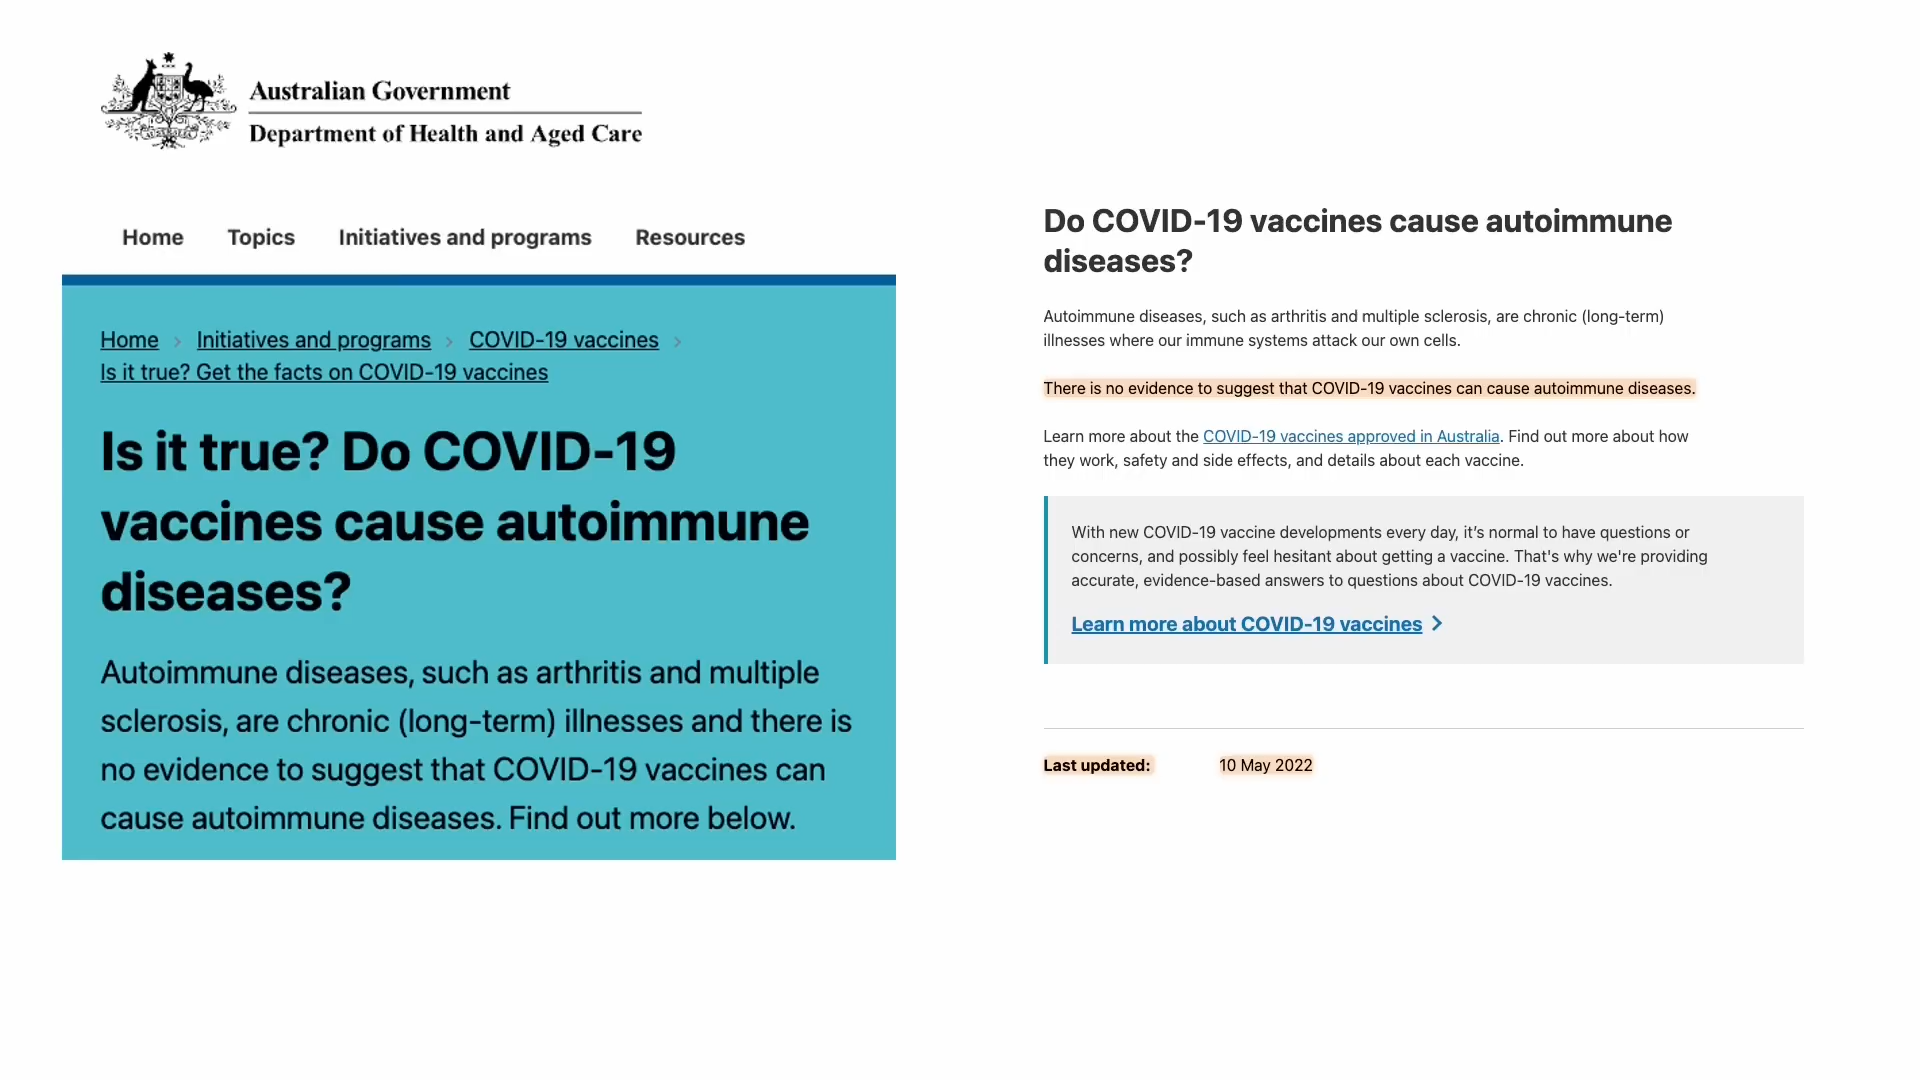 Australian Government
Department of Health and Aged Care
Home Topics Initiatives and programs Resources
Home > Initiatives and programs > COVID-19 vaccines >
Is it true? Get the facts on COVID-19 vaccines
Is it true? Do COVID-19
vaccines cause autoimmune
diseases?
Autoimmune diseases, such as arthritis and multiple
sclerosis, are chronic (long-term) illnesses and there is
no evidence to suggest that COVID-19 vaccines can
cause autoimmune diseases. Find out more below.
Do COVID-19 vaccines cause autoimmune
diseases?
Autoimmune diseases, such as arthritis and multiple sclerosis, are chronic (long-term)
illnesses where our immune systems attack our own cells.
There is no evidence to suggest that COVID-19 vaccines can cause autoimmune diseases.
Learn more about the COVID-19 vaccines approved in Australia. Find out more about how
they work, safety and side effects, and details about each vaccine.
With new COVID-19 vaccine developments every day, it’s normal to have questions or
concerns, and possibly feel hesitant about getting a vaccine. That's why we're providing
accurate, evidence-based answers to questions about COVID-19 vaccines.
Learn more about COVID-19 vaccines >
Last updated: 10 May 2022